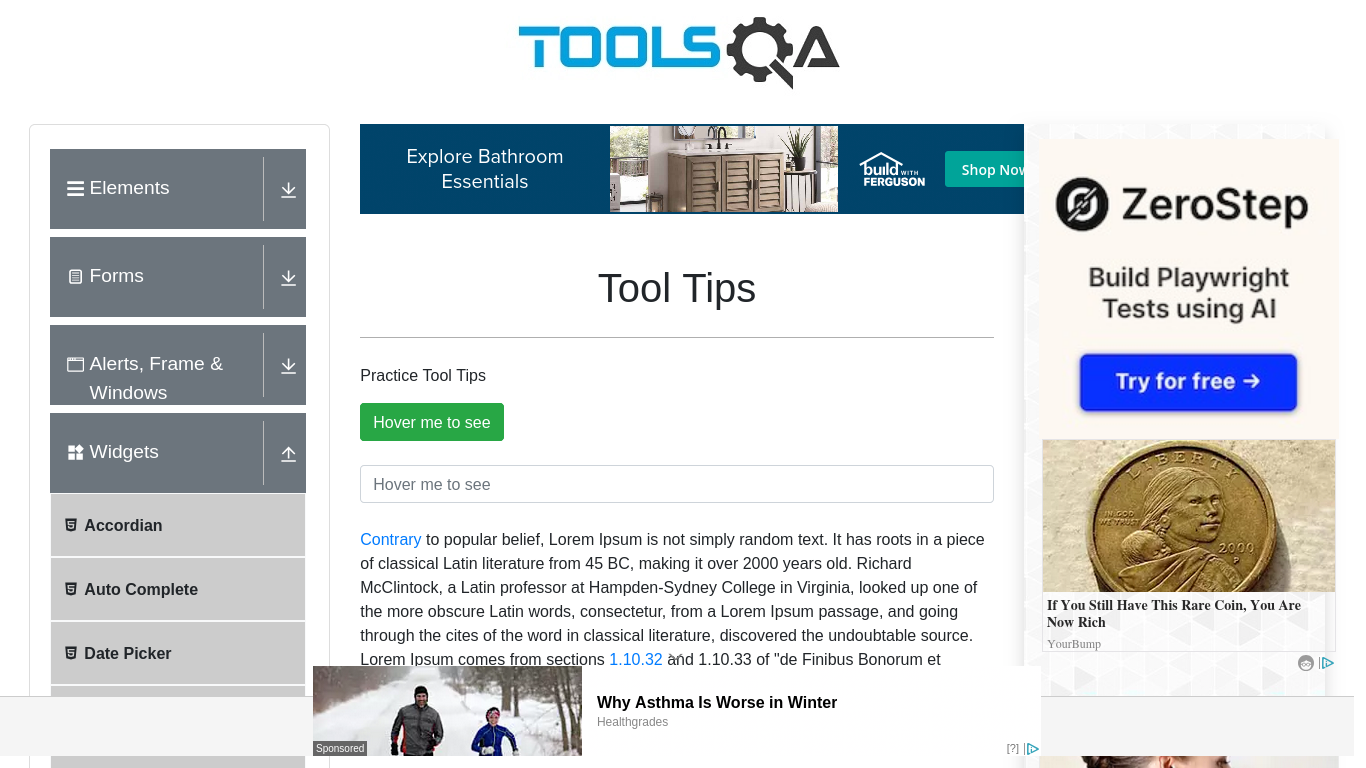 TOOLSQA
Elements
Forms
Alerts, Frame &
Windows
Widgets
Accordian
Auto Complete
Date Picker
Explore Bathroom
Essentials
build WITH
FERGUSON
Shop Now
Tool Tips
Practice Tool Tips
Hover me to see
Hover me to see
Contrary to popular belief, Lorem Ipsum is not simply random text. It has roots in a piece
of classical Latin literature from 45 BC, making it over 2000 years old. Richard
McClintock, a Latin professor at Hampden-Sydney College in Virginia, looked up one of
the more obscure Latin words, consectetur, from a Lorem Ipsum passage, and going
through the cites of the word in classical literature, discovered the undoubtable source.
Lorem Ipsum comes from sections 1.10.32 and 1.10.33 of "de Finibus Bonorum et
ZeroStep
Build Playwright
Tests using AI
Try for free →
LIBERTY
IN GOD
WE TRUST
2000
P
If You Still Have This Rare Coin, You Are
Now Rich
YourBump
Sponsored
Why Asthma Is Worse in Winter
Healthgrades
[?]